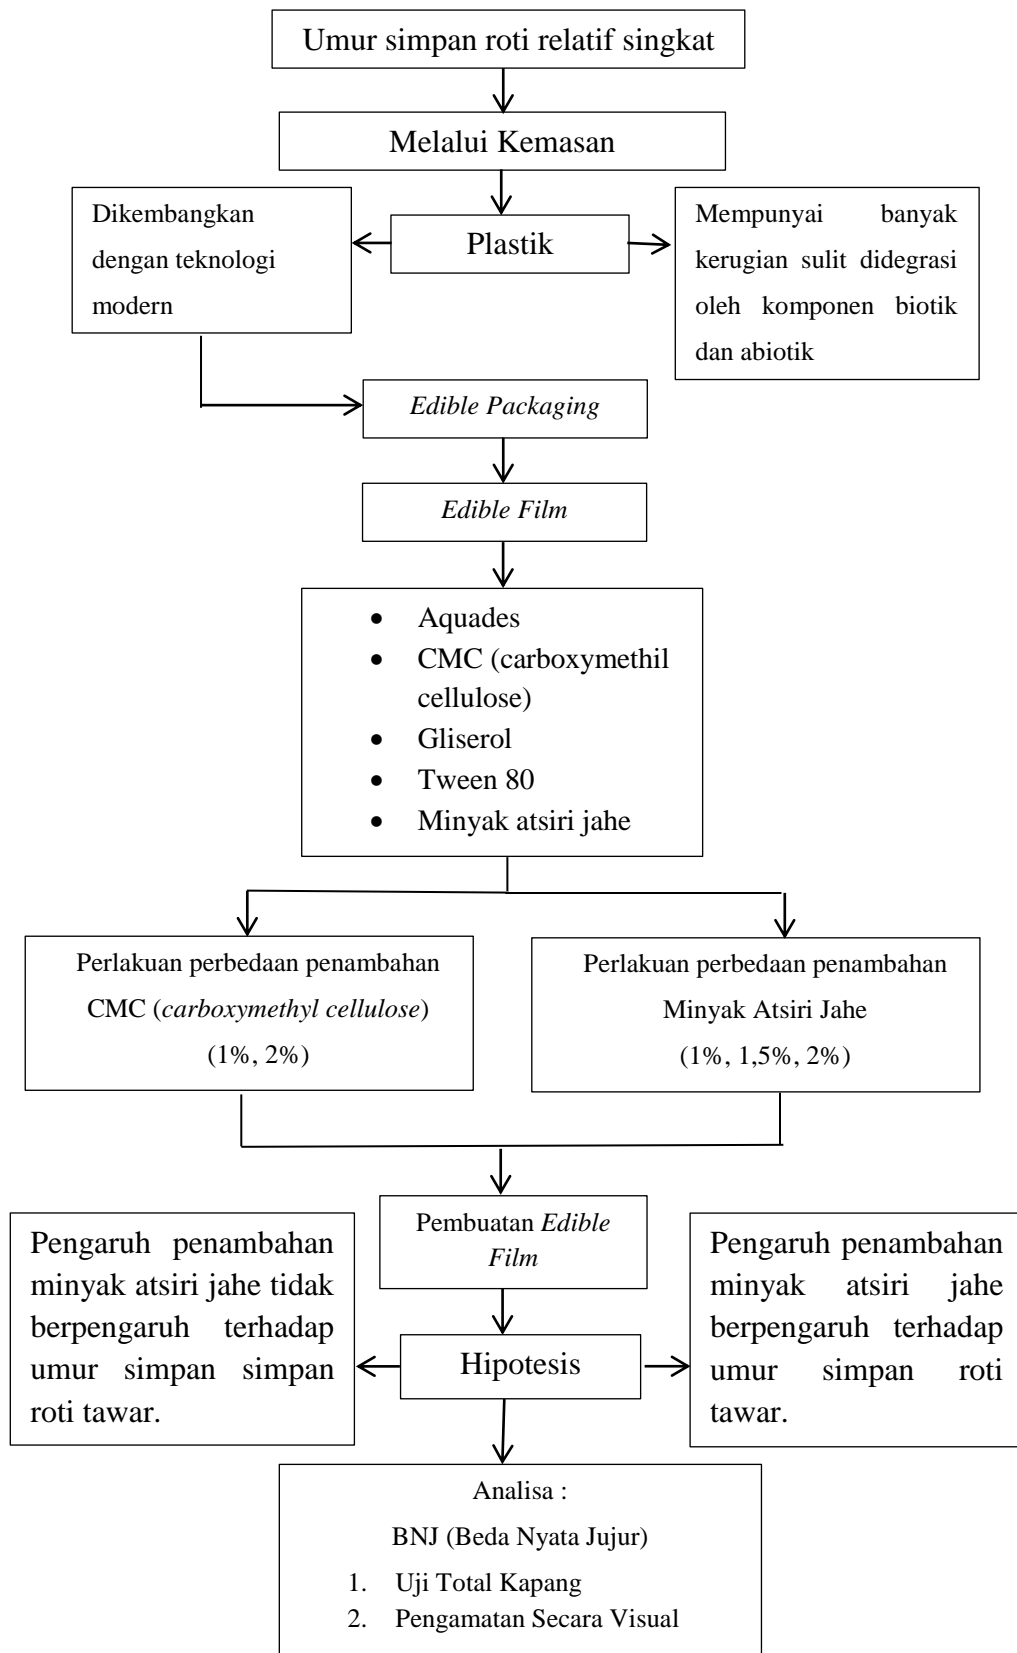 Umur simpan roti relatif singkat
Melalui Kemasan
Dikembangkan
dengan teknologi
modern
Plastik
Mempunyai banyak
kerugian sulit didegrasi
oleh komponen biotik
dan abiotik
Edible Packaging
Edible Film
• Aquades
• CMC (carboxymethil
cellulose)
• Gliserol
• Tween 80
• Minyak atsiri jahe
Perlakuan perbedaan penambahan
CMC (carboxymethyl cellulose)
(1%, 2%)
Perlakuan perbedaan penambahan
Minyak Atsiri Jahe
(1%, 1,5%, 2%)
Pembuatan Edible
Film
Pengaruh penambahan
minyak atsiri jahe tidak
berpengaruh terhadap
umur simpan simpan
roti tawar.
Hipotesis
Pengaruh penambahan
minyak atsiri jahe
berpengaruh terhadap
umur simpan roti
tawar.
Analisa :
BNJ (Beda Nyata Jujur)
1. Uji Total Kapang
2. Pengamatan Secara Visual